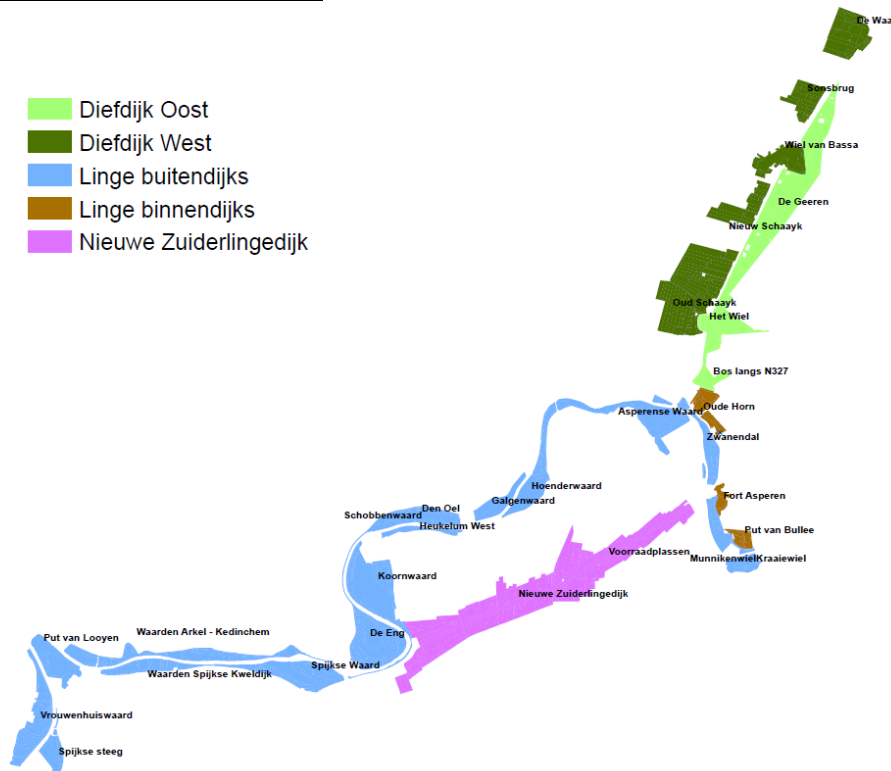 De Waa
Sonsbrug
Diefdijk Oost
Diefdijk West
Linge buitendijks
Linge binnendijks
Nieuwe Zuiderlingedijk
Wiel van Bassa
De Geeren
Nieuw Schaayk
Oud Schaayk
Het Wiel
Bos langs N327
Oude Horn
Asperense Waard
Zwanendal
Hoenderwaard
Galgenwaard
Fort Asperen
Den Oel
Schobbenwaard
Heukelum West
Put van Bullee
Voorraadplassen
MunnikenwielKraaiewiel
Koornwaard
Nieuwe Zuiderlingedijk
De Eng
Waarden Arkel - Kedinchem
Put van Looyen
Spijkse Waard
Waarden Spijkse Kweldijk
Vrouwenhuiswaard
Spijkse steeg